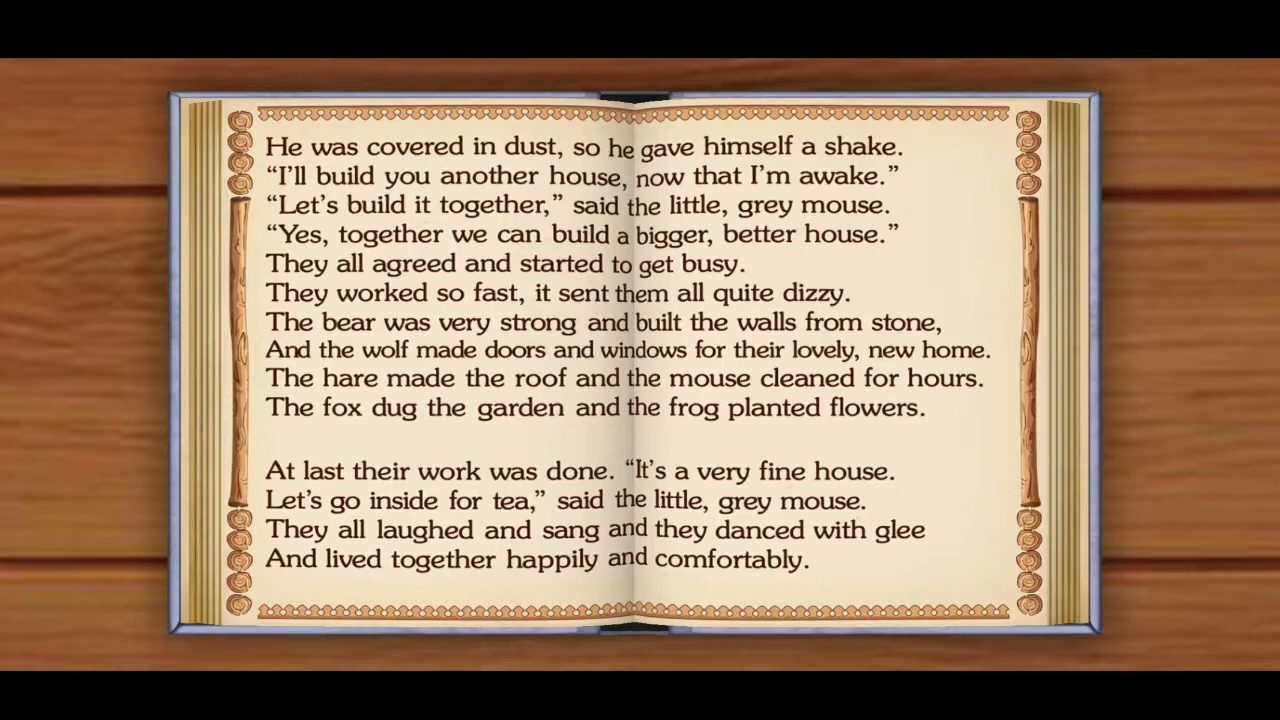 He was covered in dust, so he gave himself a shake.
“I’ll build you another house, now that I’m awake.”
“Let’s build it together,” said the little, grey mouse.
“Yes, together we can build a bigger, better house.”
They all agreed and started to get busy.
They worked so fast, it sent them all quite dizzy.
The bear was very strong and built the walls from stone,
And the wolf made doors and windows for their lovely, new home.
The hare made the roof and the mouse cleaned for hours.
The fox dug the garden and the frog planted flowers.
At last their work was done. “It’s a very fine house.
Let’s go inside for tea,” said the little, grey mouse.
They all laughed and sang and they danced with glee
And lived together happily and comfortably.